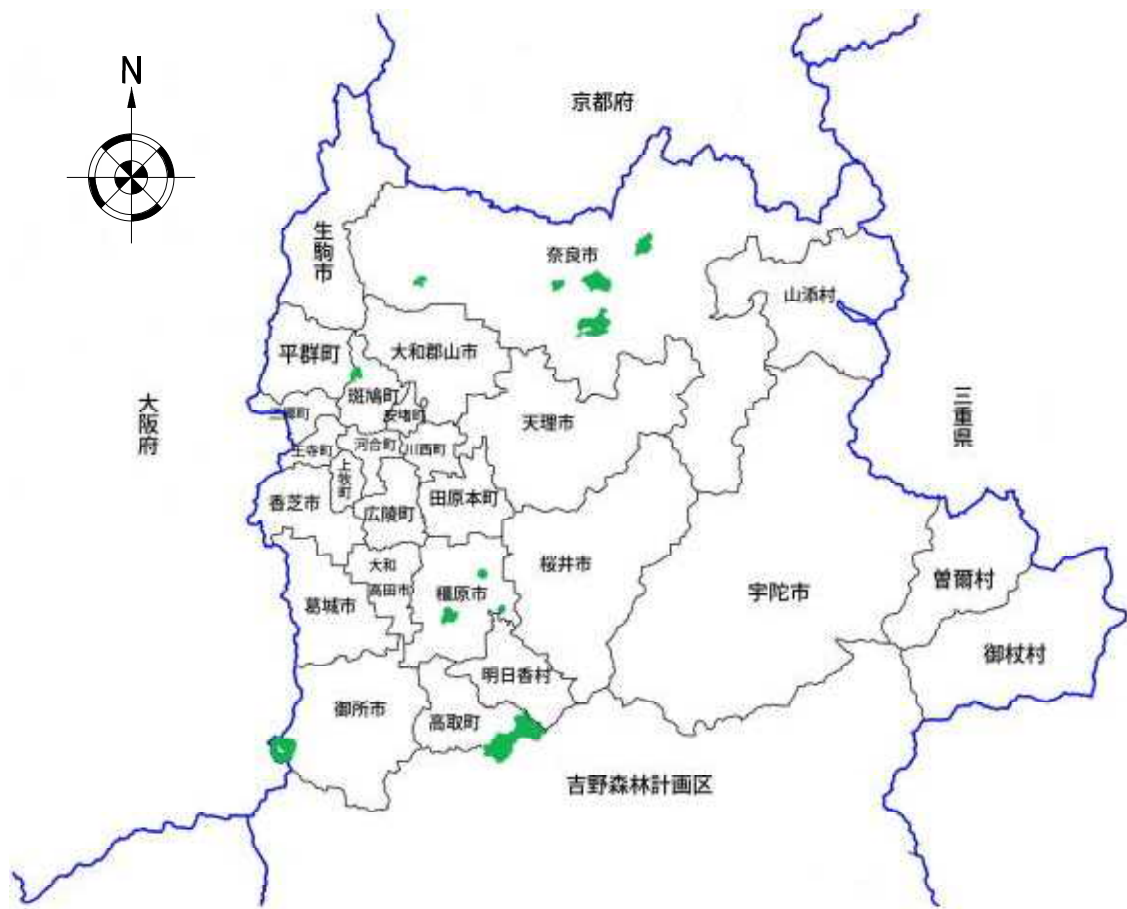 N
京都府
生駒市
奈良市
山添村
平群町
大和郡山市
斑鳩町
三郷町
安堵町
大阪府
三重県
天理市
王寺町
河合町
川西町
上牧町
香芝市
田原本町
広陵町
大和
高田市
桜井市
橿原市
葛城市
宇陀市
曽爾村
御杖村
明日香村
御所市
高取町
吉野森林計画区